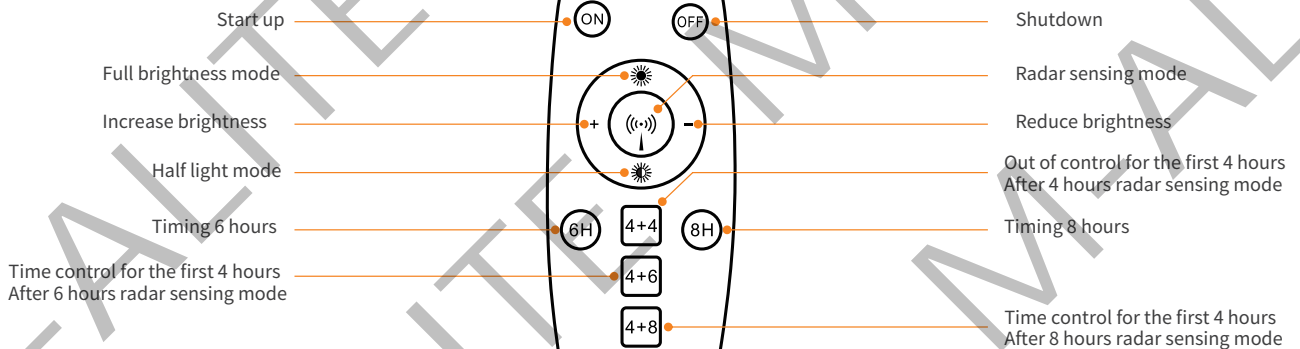 Start up
ON
OFF
Shutdown
Full brightness mode
Radar sensing mode
Increase brightness
+
-
Reduce brightness
Half light mode
Out of control for the first 4 hours
After 4 hours radar sensing mode
Timing 6 hours
6H
4+4
8H
Timing 8 hours
Time control for the first 4 hours
After 6 hours radar sensing mode
4+6
4+8
Time control for the first 4 hours
After 8 hours radar sensing mode
M-ALITE